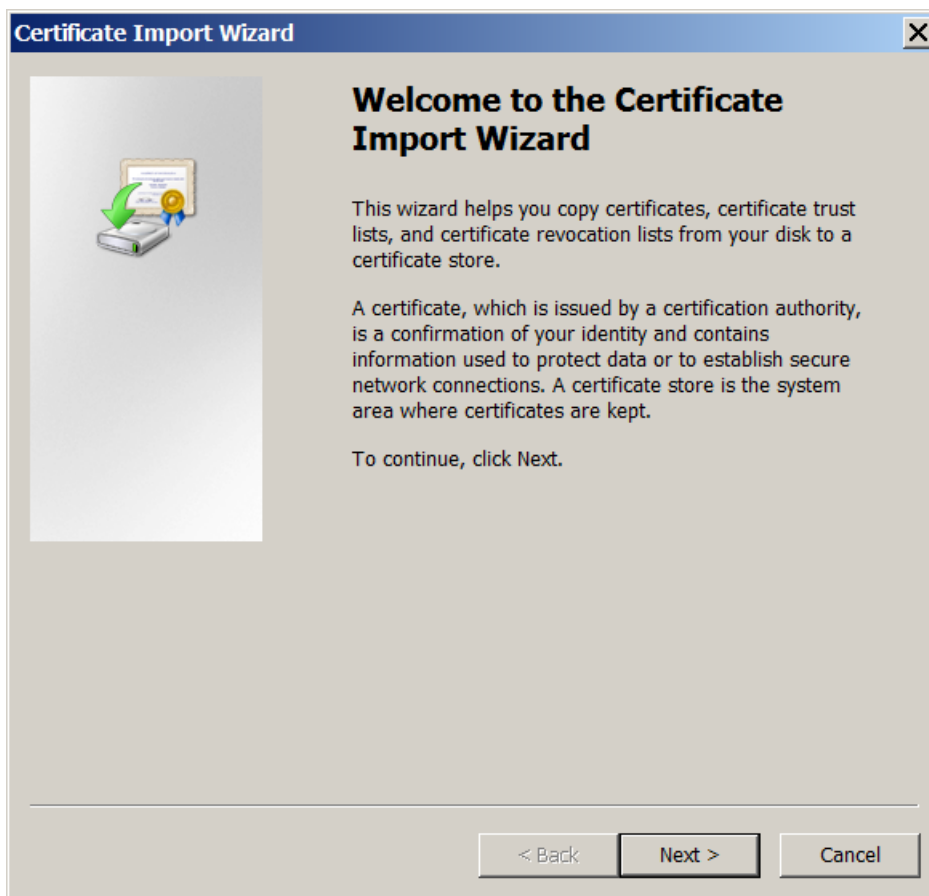 Certificate Import Wizard
Welcome to the Certificate
Import Wizard
This wizard helps you copy certificates, certificate trust
lists, and certificate revocation lists from your disk to a
certificate store.
A certificate, which is issued by a certification authority,
is a confirmation of your identity and contains
information used to protect data or to establish secure
network connections. A certificate store is the system
area where certificates are kept.
To continue, click Next.
< Back Next > Cancel